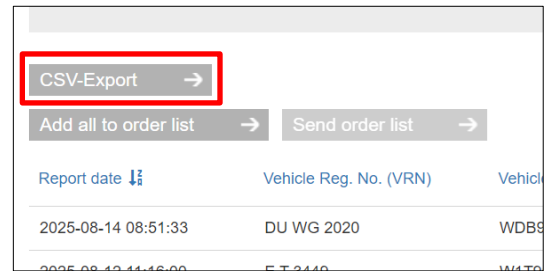 CSV-Export →
Add all to order list → Send order list →
Report date Vehicle Reg. No. (VRN)
2025-08-14 08:51:33 DU WG 2020 WDB9